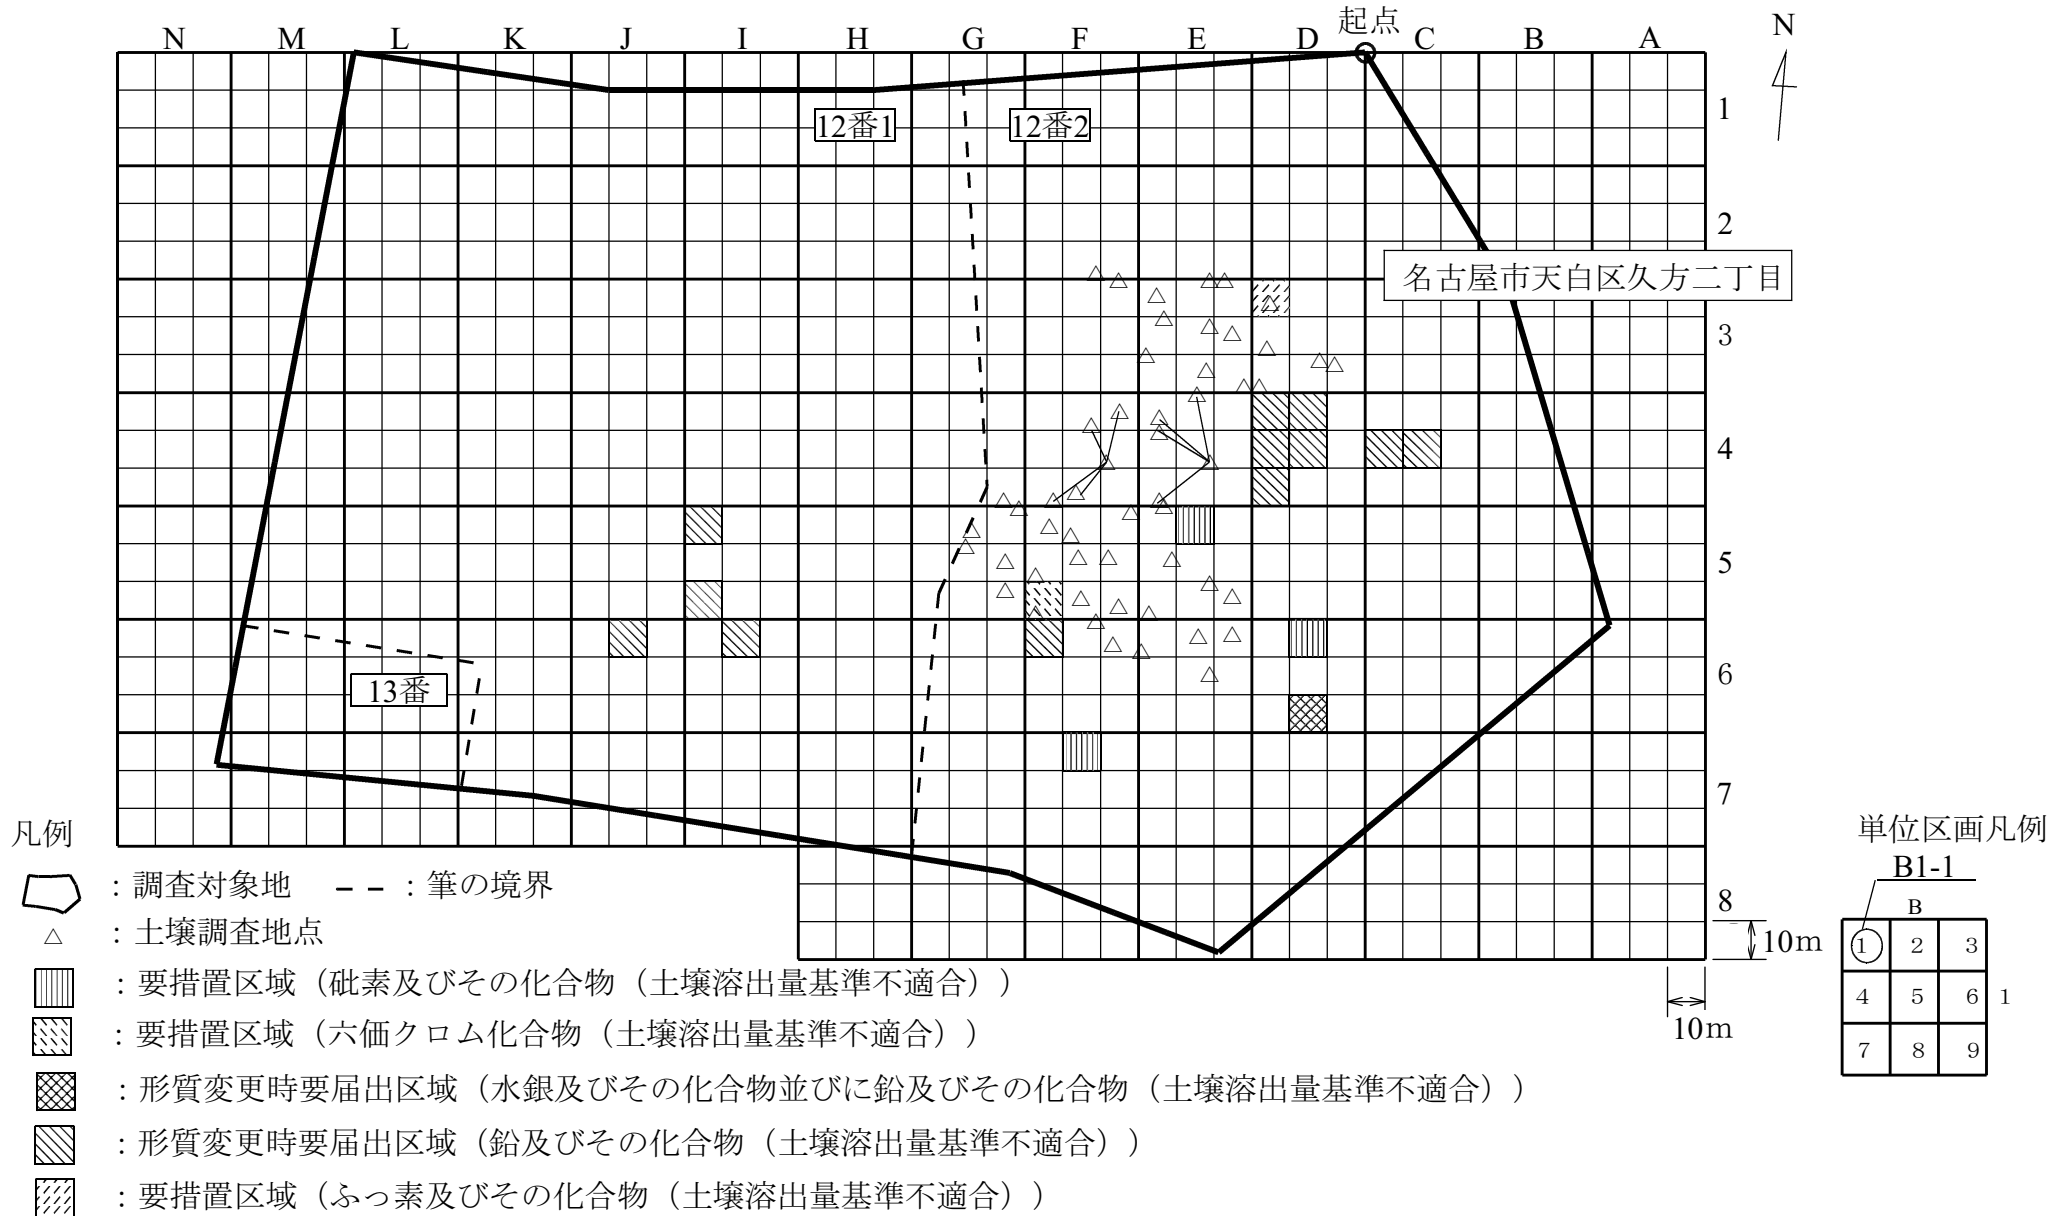 起点
N M L K J I H G F E D C B A
N
12番1
12番2
1
2
名古屋市天白区久方二丁目
3
4
5
6
13番
7
8
10m
10m
凡例
：調査対象地
：筆の境界
：土壌調査地点
：要措置区域（砒素及びその化合物（土壌溶出量基準不適合））
：要措置区域（六価クロム化合物（土壌溶出量基準不適合））
：形質変更時要届出区域（水銀及びその化合物並びに鉛及びその化合物（土壌溶出量基準不適合））
：形質変更時要届出区域（鉛及びその化合物（土壌溶出量基準不適合））
：要措置区域（ふっ素及びその化合物（土壌溶出量基準不適合））
単位区画凡例
B1-1
B
1 2 3
4 5 6 1
7 8 9